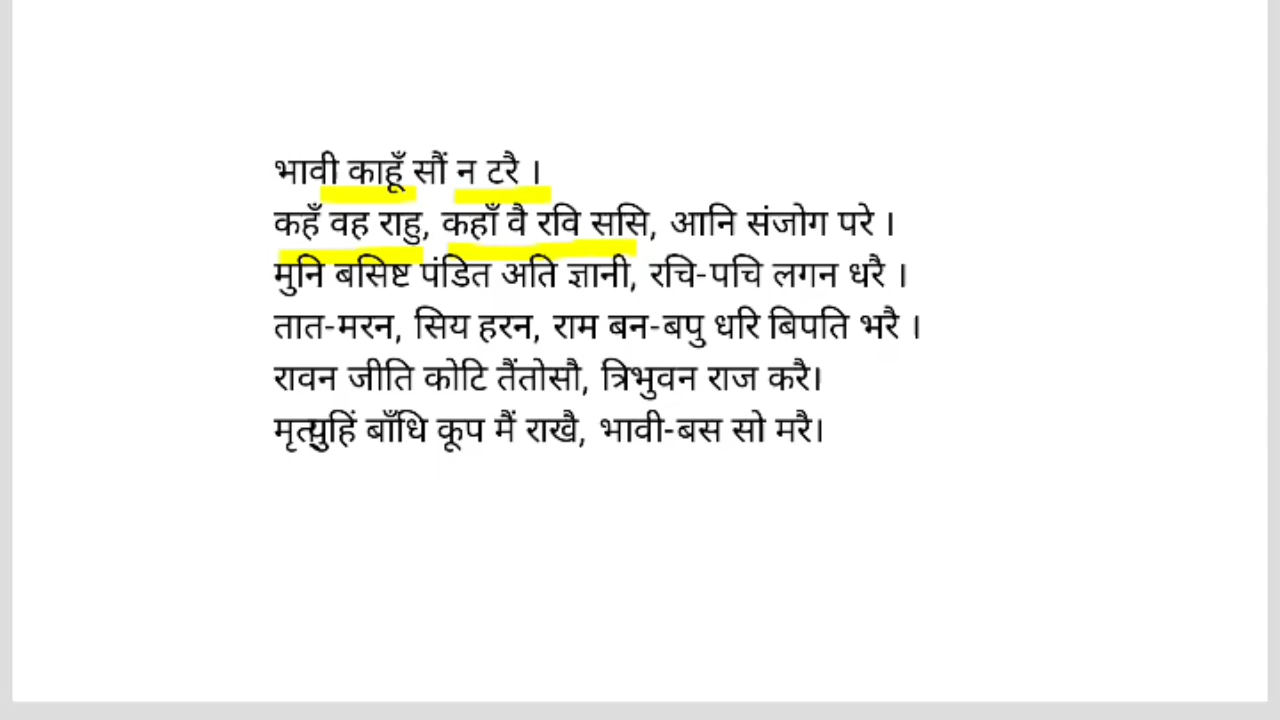 भावी काहूँ सौं न टरै ।
कहँ वह राहु, कहाँ वै रवि ससि, आनि संजोग परे ।
मुनि बसिष्ट पंडित अति ज्ञानी, रचि-पचि लगन धरै ।
तात-मरन, सिय हरन, राम बन-बपु धरि बिपति भरै ।
रावन जीति कोटि तैंतोसौ, त्रिभुवन राज करै।
मृत्युहिं बाँधि कूप मैं राखै, भावी-बस सो मरै।